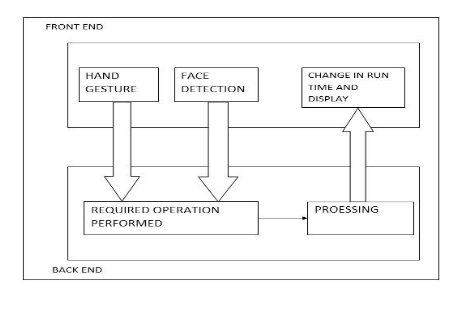 FRONT END
HAND
GESTURE
FACE
DETECTION
CHANGE IN RUN
TIME AND
DISPLAY
REQUIRED OPERATION
PERFORMED
PROESSING
BACK END